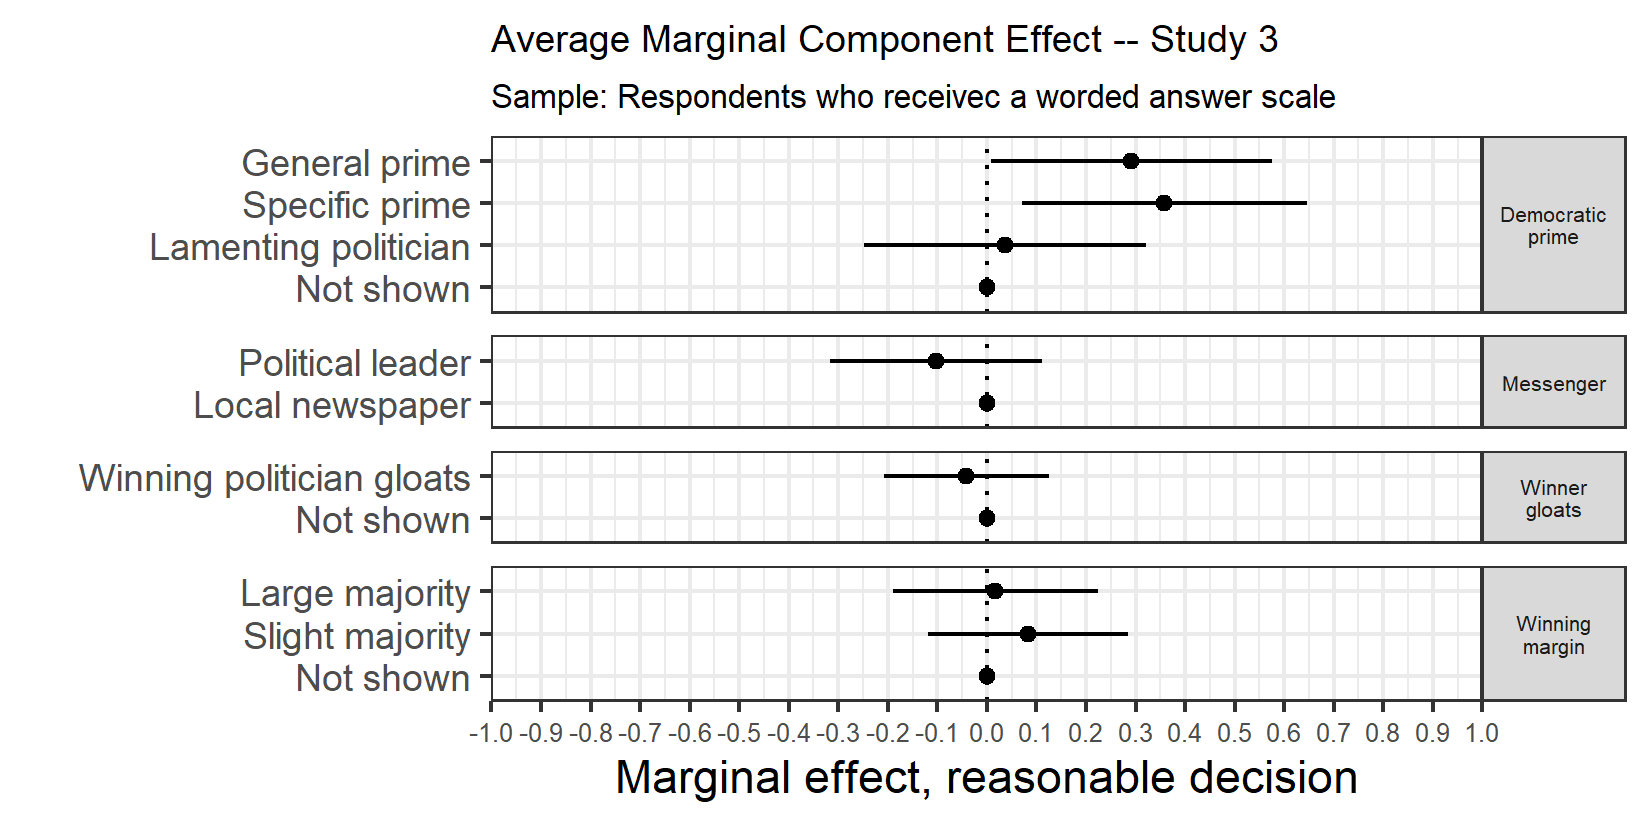 Average Marginal Component Effect -- Study 3
Sample: Respondents who receivec a worded answer scale
General prime
Specific prime
Lamenting politician
Not shown
Democratic
prime
Political leader
Local newspaper
Messenger
Winning politician gloats
Not shown
Winner
gloats
Large majority
Slight majority
Not shown
Winning
margin
-1.0 -0.9 -0.8 -0.7 -0.6 -0.5 -0.4 -0.3 -0.2 -0.1 0.0 0.1 0.2 0.3 0.4 0.5 0.6 0.7 0.8 0.9 1.0
Marginal effect, reasonable decision